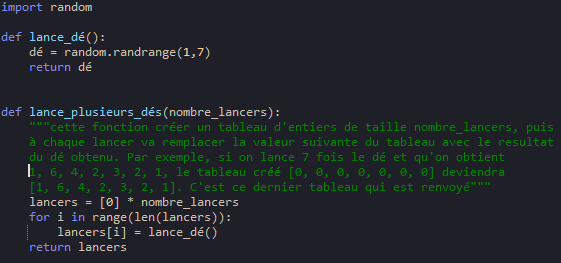 import random
def lance_dé():
    dé = random.randrange(1,7)
    return dé
def lance_plusieurs_dés(nombre_lancers):
    """cette fonction créer un tableau d'entiers de taille nombre_lancers, puis
    à chaque lancer va remplacer la valeur suivante du tableau avec le resultat
    du dé obtenu. Par exemple, si on lance 7 fois le dé et qu'on obtient
    1, 6, 4, 2, 3, 2, 1, le tableau créé [0, 0, 0, 0, 0, 0, 0] deviendra
    [1, 6, 4, 2, 3, 2, 1]. C'est ce dernier tableau qui est renvoyé"""
    lancers = [0] * nombre_lancers
    for i in range(len(lancers)):
        lancers[i] = lance_dé()
    return lancers